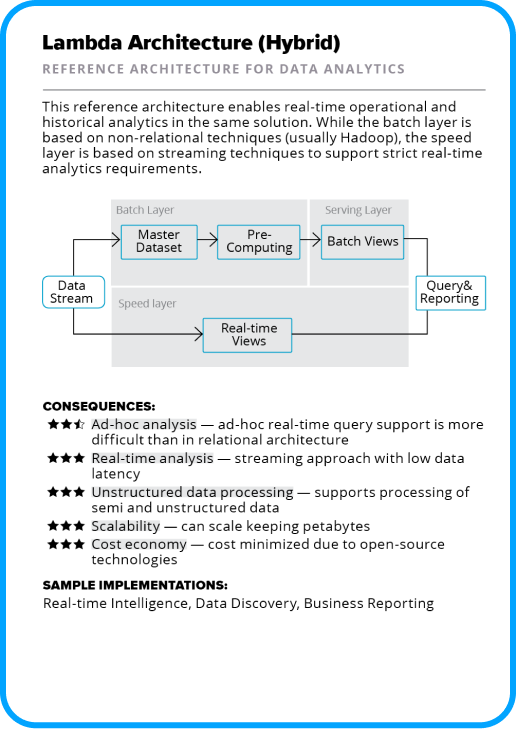 Lambda Architecture (Hybrid)
REFERENCE ARCHITECTURE FOR DATA ANALYTICS
This reference architecture enables real-time operational and
historical analytics in the same solution. While the batch layer is
based on non-relational techniques (usually Hadoop), the speed
layer is based on streaming techniques to support strict real-time
analytics requirements.
Batch Layer
Serving Layer
Master
Dataset
Pre-
Computing
Batch Views
Data
Stream
Query&
Reporting
Speed layer
Real-time
Views
CONSEQUENCES:
★★⯪ Ad-hoc analysis — ad-hoc real-time query support is more
difficult than in relational architecture
★★★ Real-time analysis — streaming approach with low data
latency
★★★ Unstructured data processing — supports processing of
semi and unstructured data
★★★ Scalability — can scale keeping petabytes
★★★ Cost economy — cost minimized due to open-source
technologies
SAMPLE IMPLEMENTATIONS:
Real-time Intelligence, Data Discovery, Business Reporting